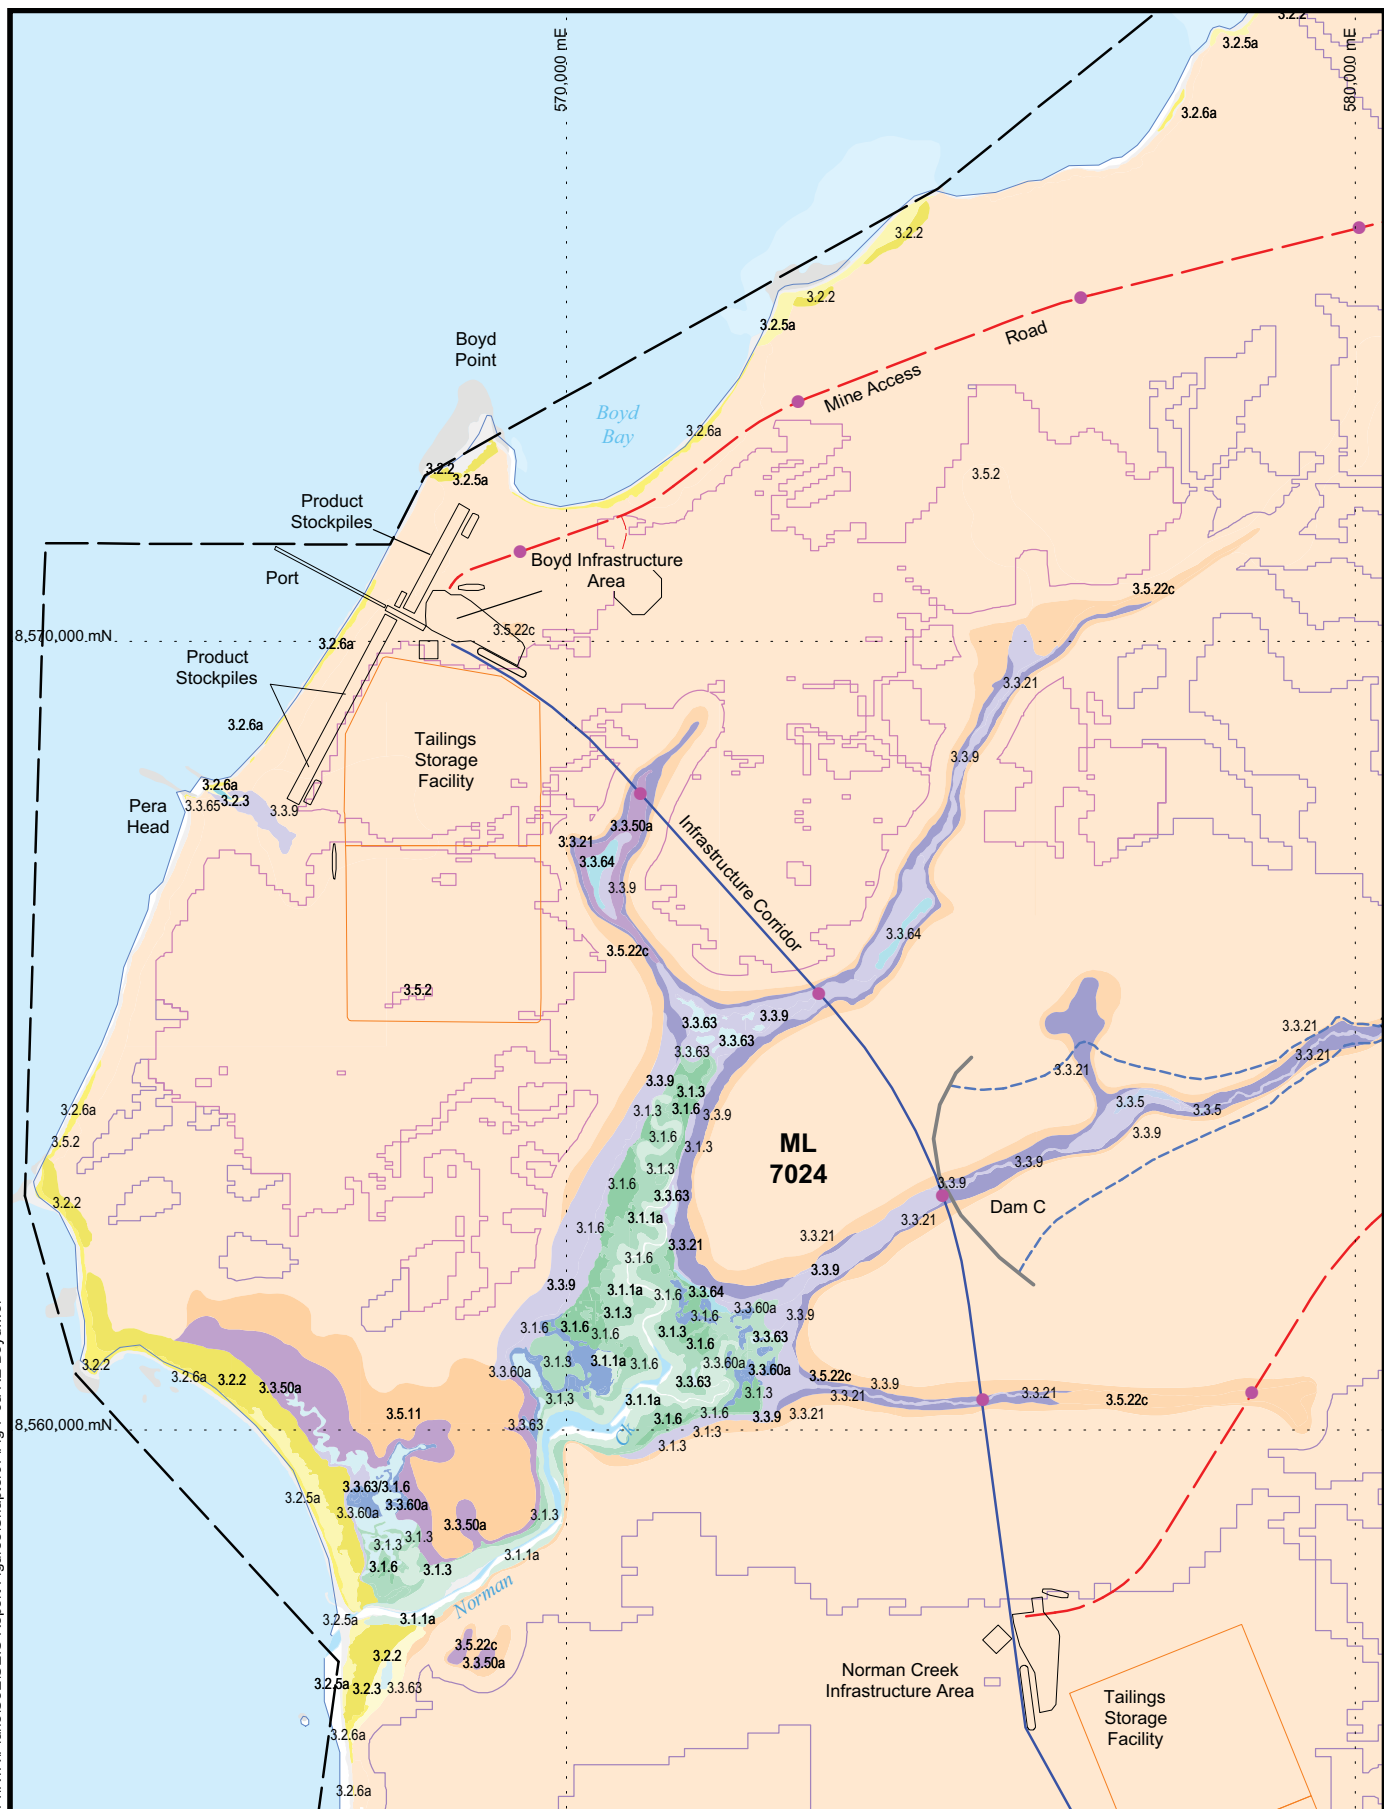 3.2.2
3.2.5a
570,000 mE
580,000 mE
3.2.6a
3.2.2
3.2.2
3.2.5a
Road
Boyd
Point
Mine Access
Boyd
Bay
3.2.6a
3.2.2
3.2.5a
3.5.2
Product
Stockpiles
Boyd Infrastructure
Area
Port
3.5.22c
3.5.22c
8,570,000 mN
3.2.6a
Product
Stockpiles
3.3.21
3.2.6a
Tailings
Storage
Facility
3.3.9
3.2.6a
3.3.65
3.2.3
3.3.9
Pera
Head
3.3.50a
Infrastructure Corridor
3.3.21
3.3.64
3.3.9
3.3.64
3.5.22c
3.5.2
3.3.9
3.3.63
3.3.63
3.3.63
3.3.21
3.3.21
3.3.21
3.3.9
3.1.3
3.1.6
3.1.3
3.3.9
3.3.5
3.3.5
3.2.6a
3.5.2
3.1.6
3.1.3
3.3.9
ML
7024
3.1.3
3.3.9
3.1.6
3.3.63
3.3.9
3.2.2
Dam C
3.1.1a
3.1.6
3.3.21
3.3.21
3.3.21
3.1.6
3.3.9
3.3.9
3.1.1a
3.1.6
3.3.64
3.3.60a
3.3.9
3.1.3
3.1.6
3.1.6
3.1.6
3.1.6
3.1.3
3.1.6
3.3.63
3.2.2
3.2.6a
3.2.2
3.3.50a
3.3.60a
3.1.3
3.1.1a
3.1.6
3.3.60a
3.3.60a
3.5.22c
3.3.9
3.3.63
3.1.3
3.1.1a
3.1.3
3.3.21
3.3.21
3.5.22c
3.5.11
3.3.63
3.1.6
3.1.6
3.3.9
3.3.21
8,560,000 mN
Ck
3.1.3
3.1.3
3.3.63/3.1.6
3.2.5a
3.3.60a
3.3.60a
3.3.50a
3.1.3
3.1.3
3.1.3
3.1.6
3.1.3
3.1.1a
Norman
3.2.5a
3.1.1a
3.5.22c
3.3.50a
3.2.2
3.2.5a
3.2.3
3.3.63
Norman Creek
Infrastructure Area
Tailings
Storage
Facility
3.2.6a
3.2.6a